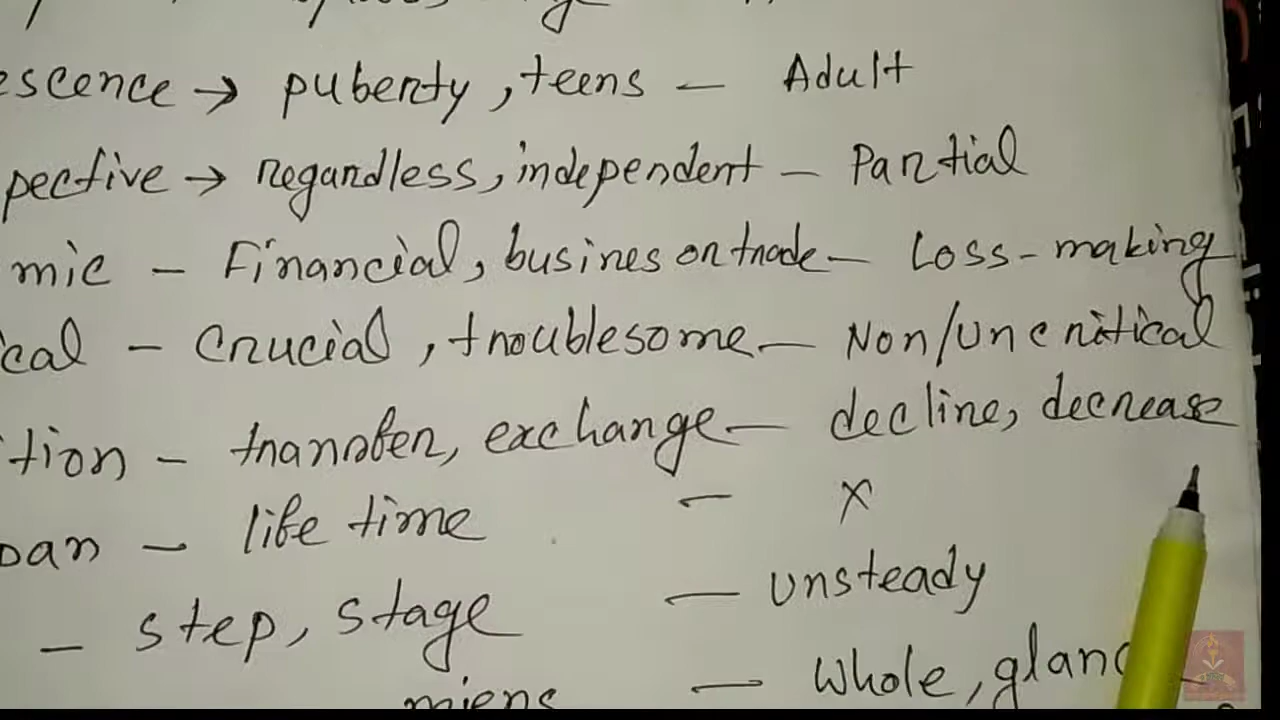 escence → puberty, teens — Adult
pective → regardless, independent — Partial
mic — Financial, busines or trade — Loss-making
cal — Crucial, troublesome — Non/Uncritical
tion — transfer, exchange — decline, decrease
pan — life time — x
— step, stage — unsteady
— Whole, glanc